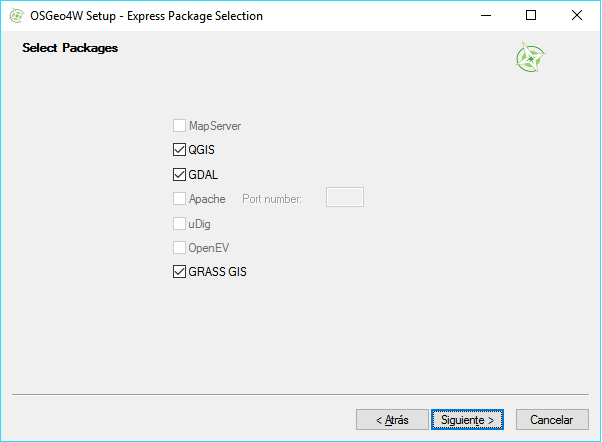 OSGeo4W Setup - Express Package Selection
Select Packages
MapServer
QGIS
GDAL
Apache Port number:
uDig
OpenEV
GRASS GIS
< Atrás Siguiente > Cancelar